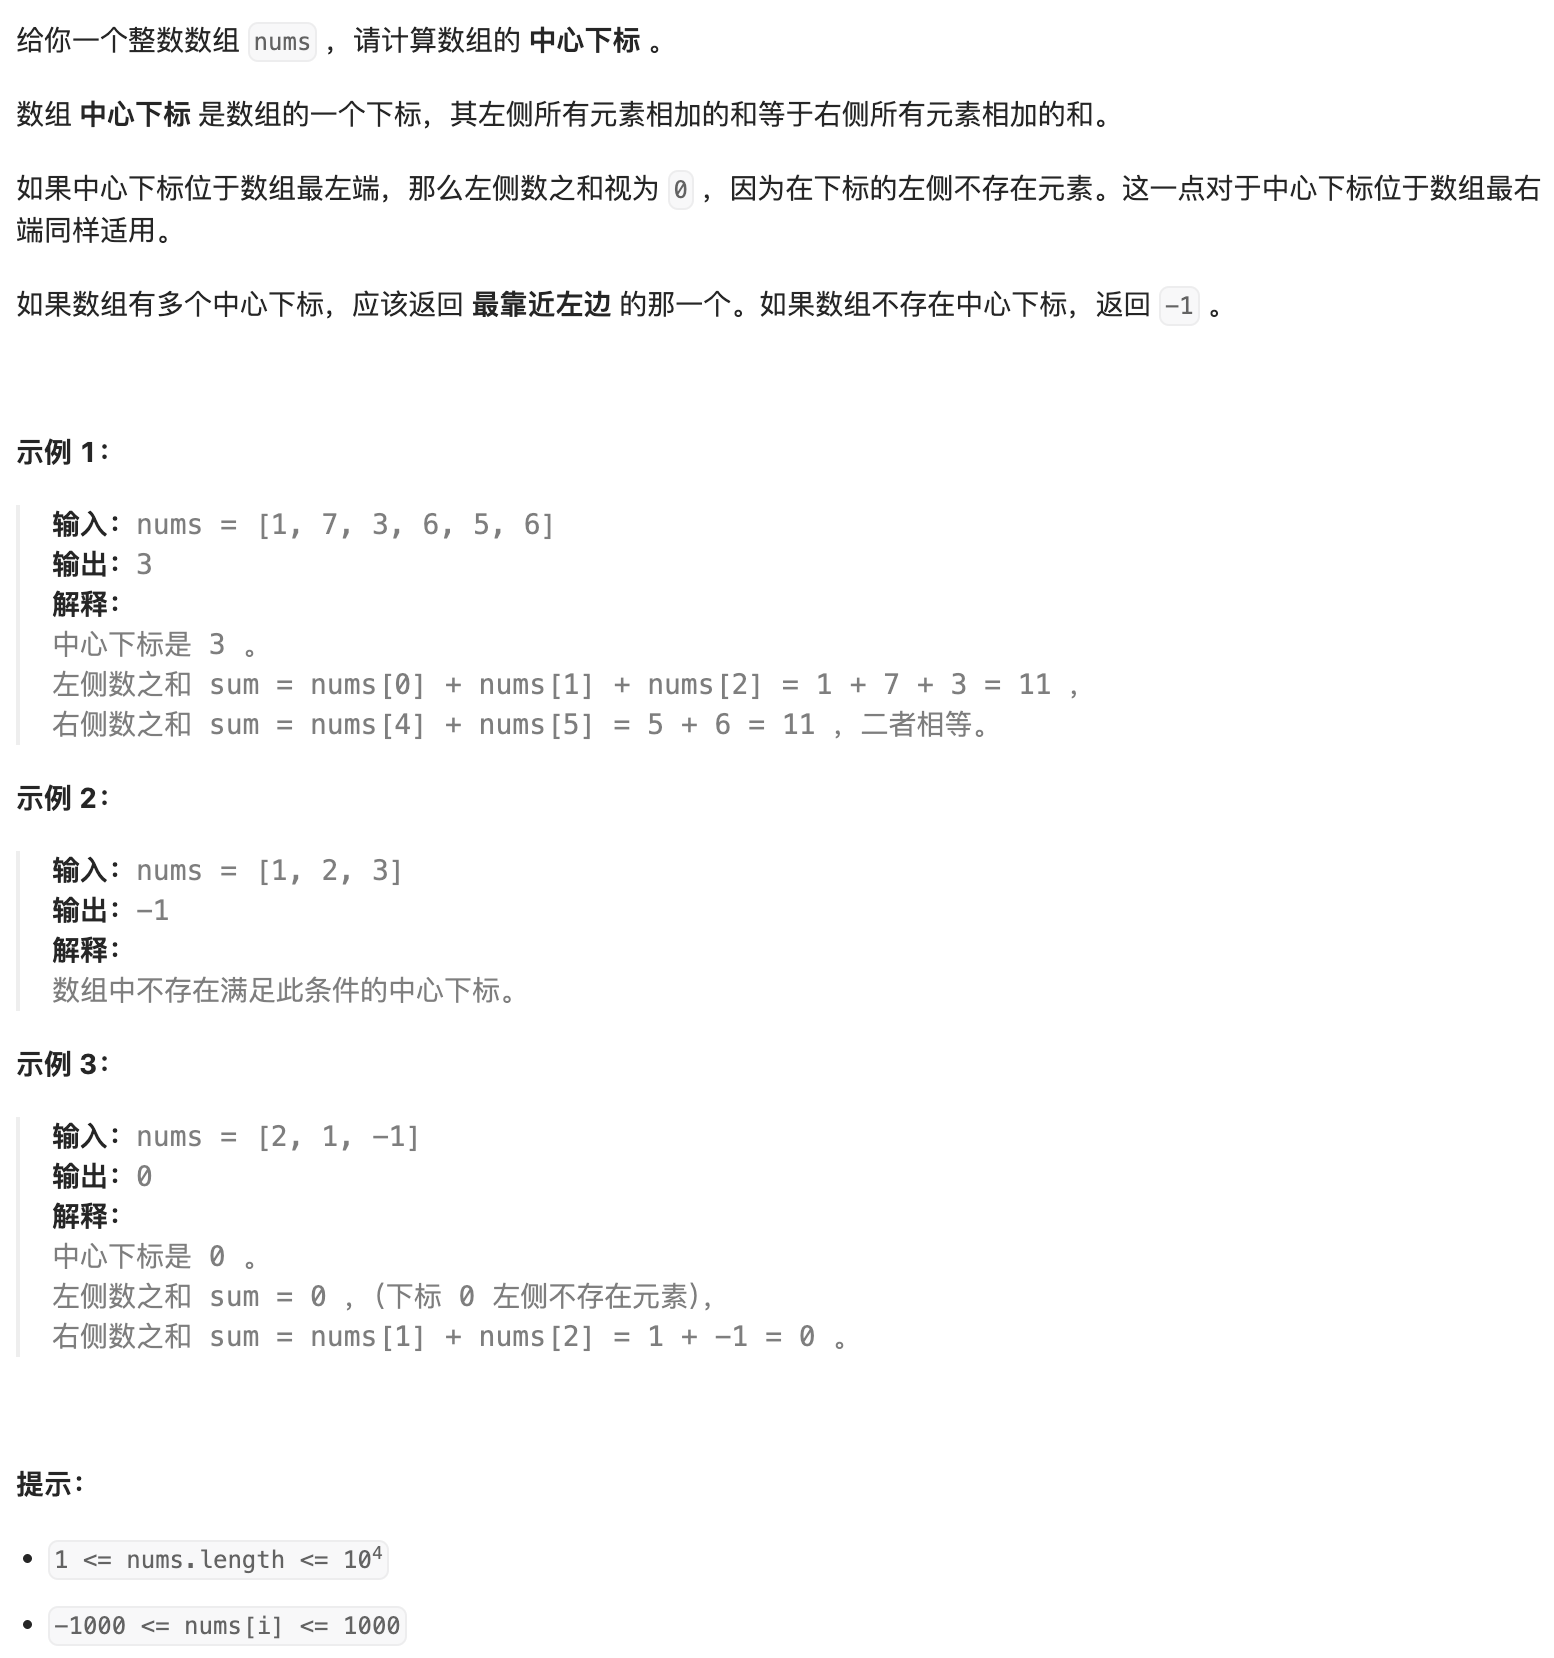 给你一个整数数组 nums ，请计算数组的 中心下标 。
数组 中心下标 是数组的一个下标，其左侧所有元素相加的和等于右侧所有元素相加的和。
如果中心下标位于数组最左端，那么左侧数之和视为 0 ，因为在下标的左侧不存在元素。这一点对于中心下标位于数组最右
端同样适用。
如果数组有多个中心下标，应该返回 最靠近左边 的那一个。如果数组不存在中心下标，返回 -1 。
示例 1：
输入：nums = [1, 7, 3, 6, 5, 6]
输出：3
解释：
中心下标是 3 。
左侧数之和 sum = nums[0] + nums[1] + nums[2] = 1 + 7 + 3 = 11 ，
右侧数之和 sum = nums[4] + nums[5] = 5 + 6 = 11 ，二者相等。
示例 2：
输入：nums = [1, 2, 3]
输出：-1
解释：
数组中不存在满足此条件的中心下标。
示例 3：
输入：nums = [2, 1, -1]
输出：0
解释：
中心下标是 0 。
左侧数之和 sum = 0 ，（下标 0 左侧不存在元素），
右侧数之和 sum = nums[1] + nums[2] = 1 + -1 = 0 。
提示：
• 1 <= nums.length <= 10⁴
• -1000 <= nums[i] <= 1000